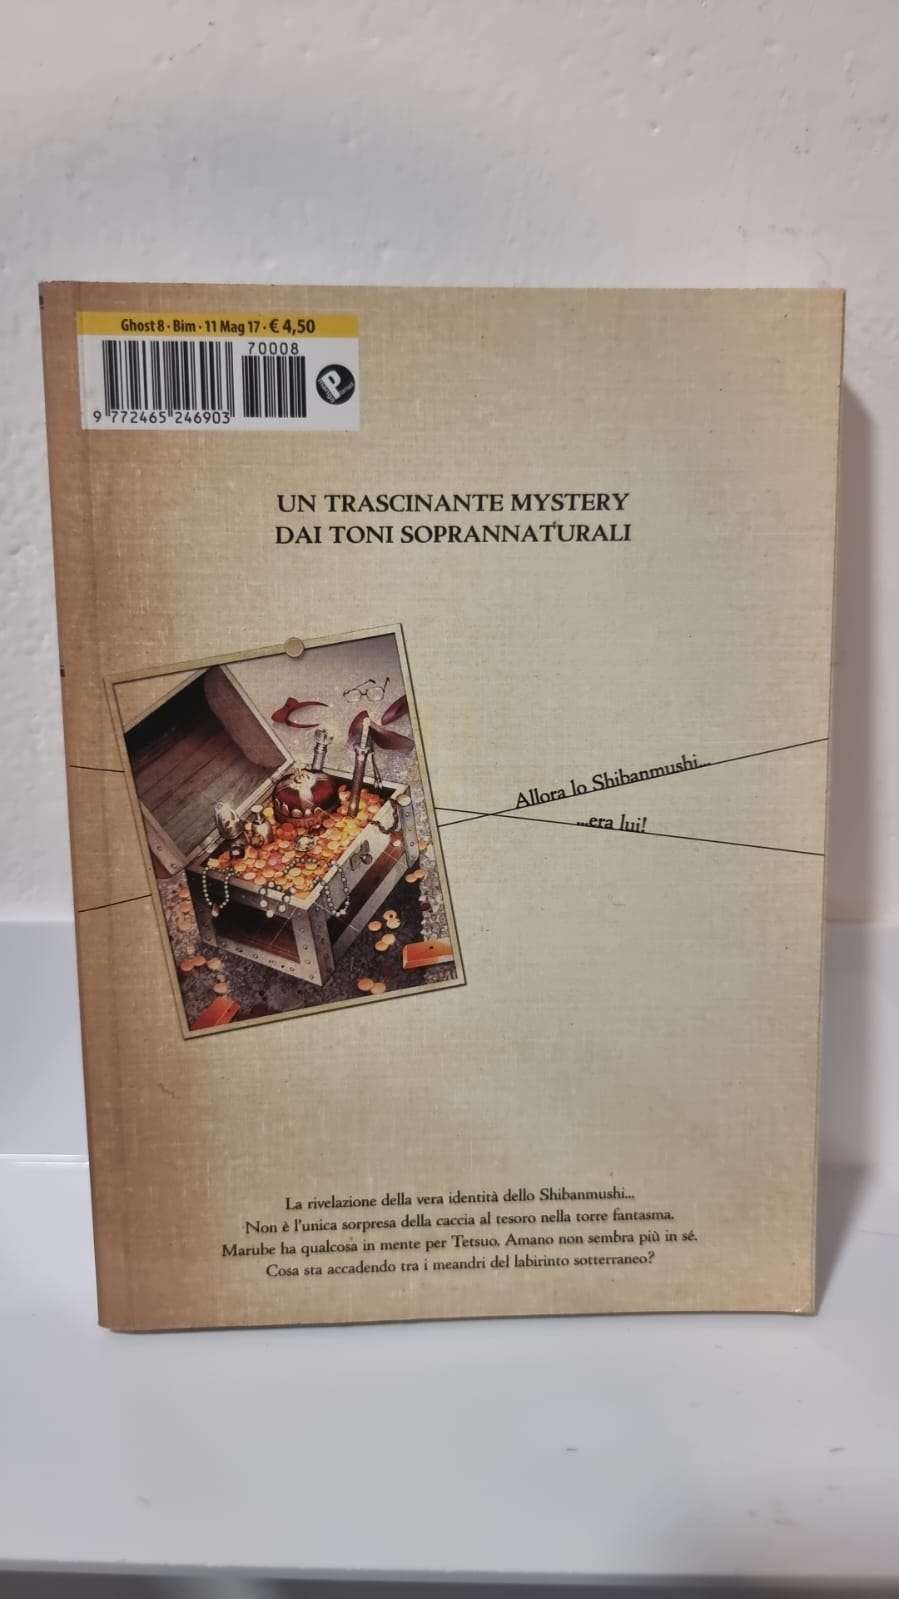 Ghost 8 · Bim · 11 Mag 17 · € 4,50
70008
9 772465 246903
P
UN TRASCINANTE MYSTERY
DAI TONI SOPRANNATURALI
Allora lo Shibanmushi...
...era lui!
La rivelazione della vera identità dello Shibanmushi...
Non è l'unica sorpresa della caccia al tesoro nella torre fantasma.
Marube ha qualcosa in mente per Tetsuo. Amano non sembra più in sé.
Cosa sta accadendo tra i meandri del labirinto sotterraneo?